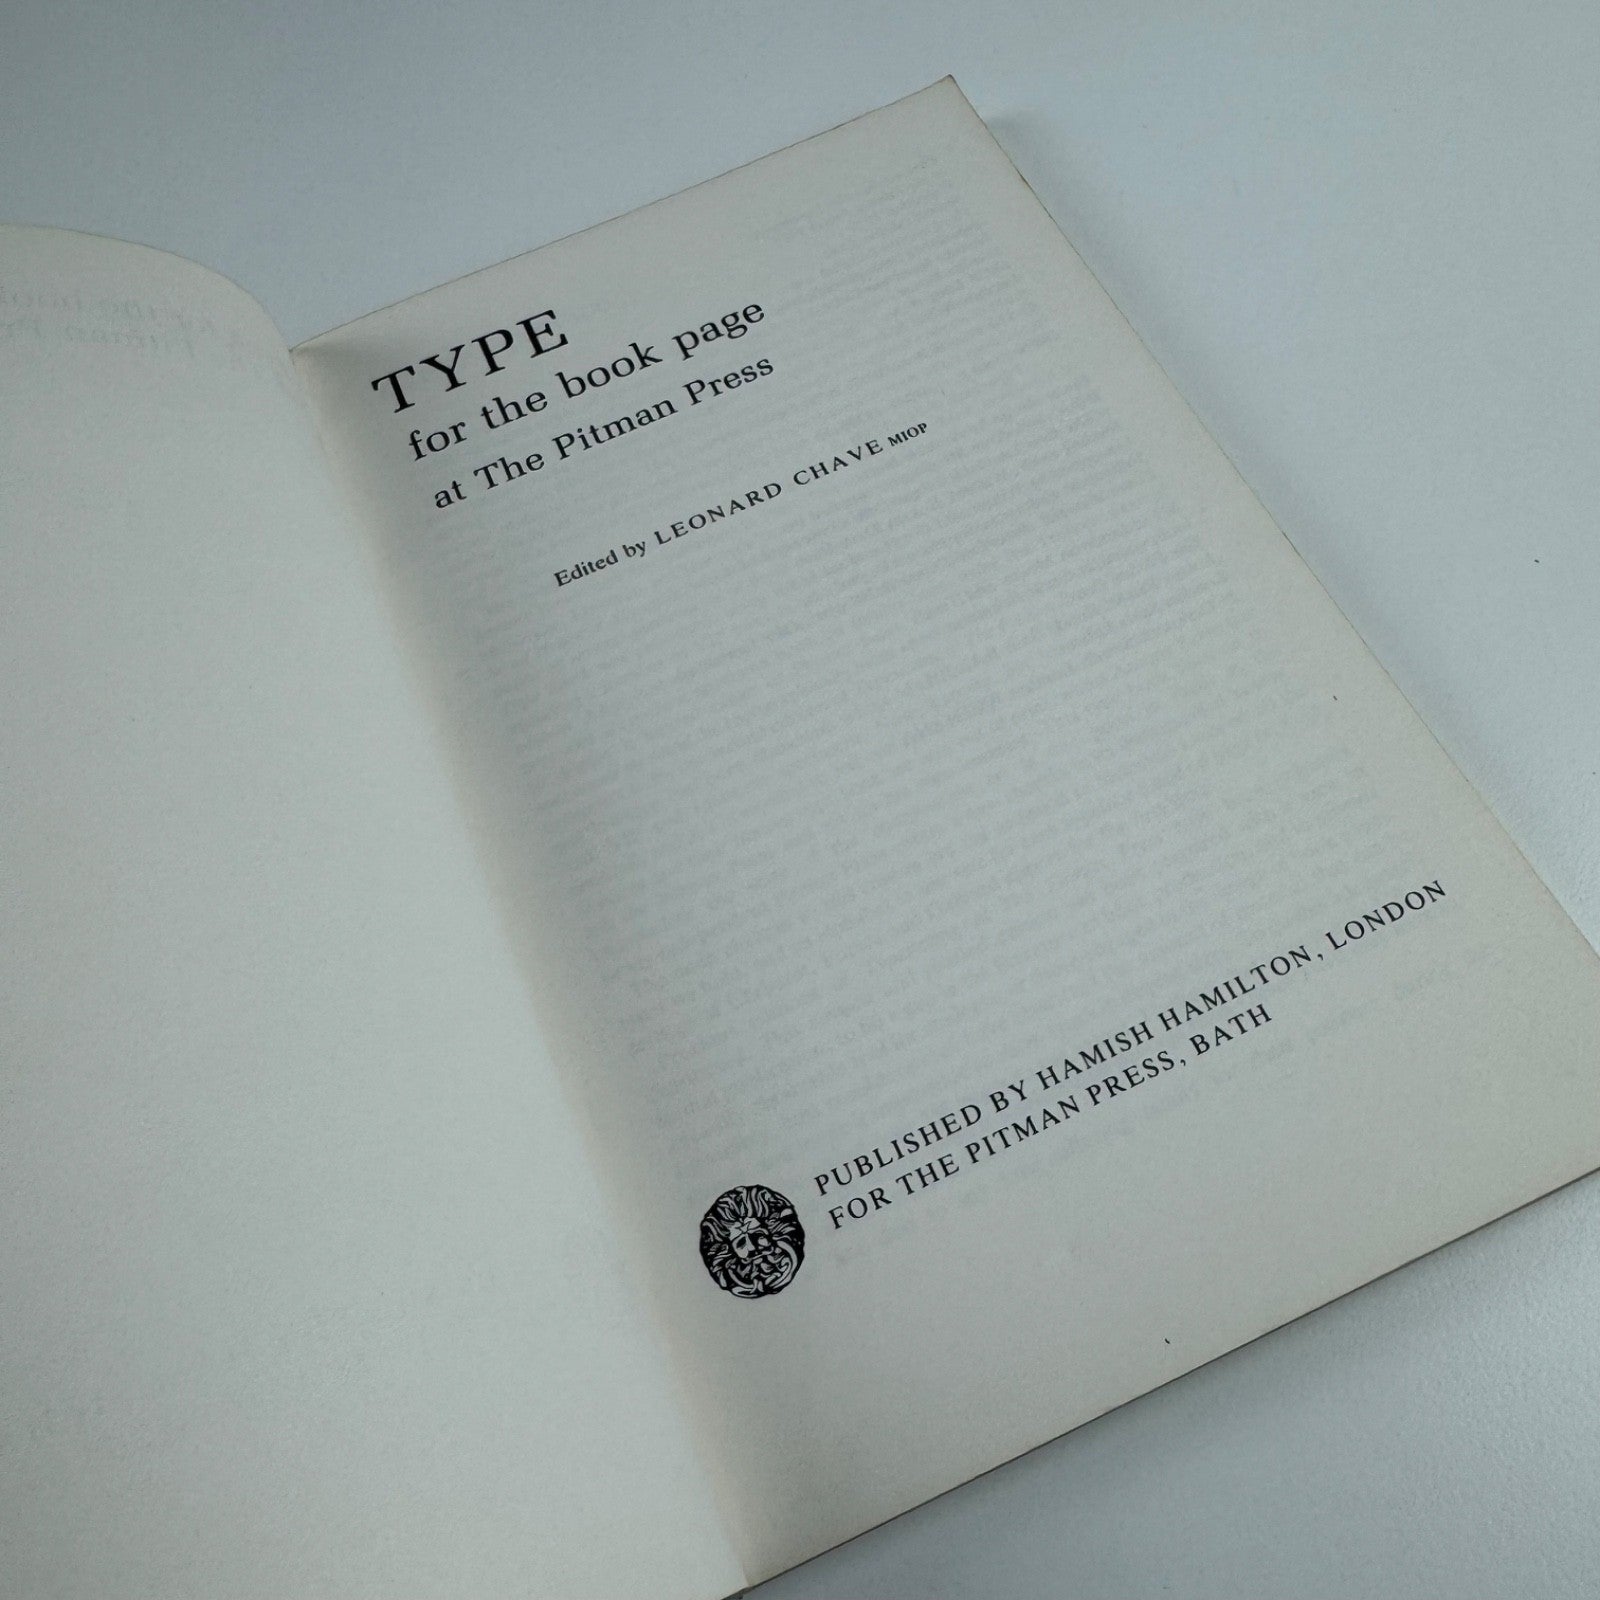 TYPE
for the book page
at The Pitman Press
Edited by LEONARD CHAVE MIOP
PUBLISHED BY HAMISH HAMILTON, LONDON
FOR THE PITMAN PRESS, BATH